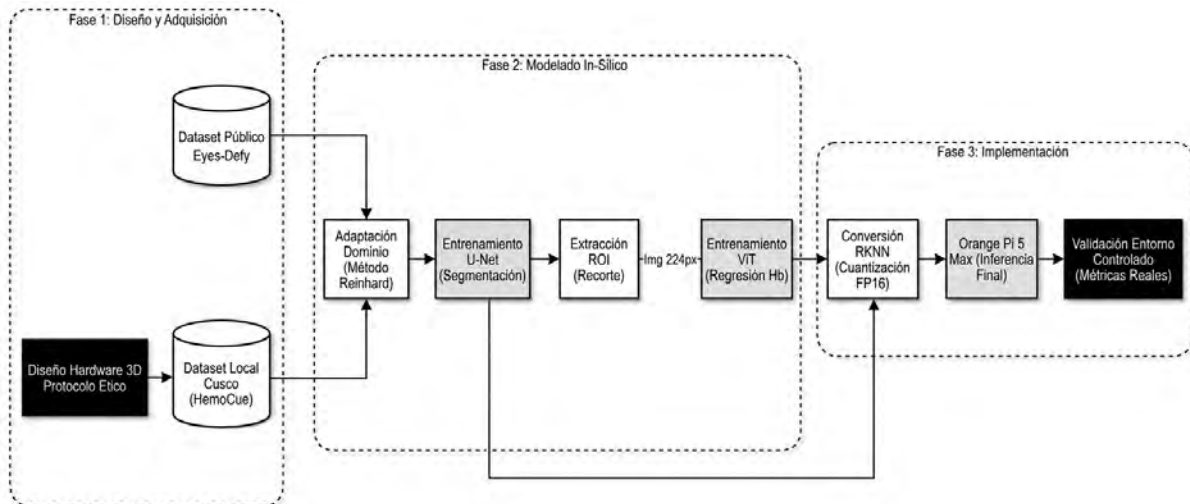 Fase 1: Diseño y Adquisición
Dataset Público
Eyes-Defy
Diseño Hardware 3D
Protocolo Etico
Dataset Local
Cusco
(HemoCue)
Fase 2: Modelado In-Sílico
Adaptación
Dominio
(Método
Reinhard)
Entrenamiento
U-Net
(Segmentación)
Extracción
ROI
(Recorte)
Img 224px
Entrenamiento
ViT
(Regresión Hb)
Fase 3: Implementación
Conversión
RKNN
(Cuantización
FP16)
Orange Pi 5
Max (Inferencia
Final)
Validación Entorno
Controlado
(Métricas Reales)